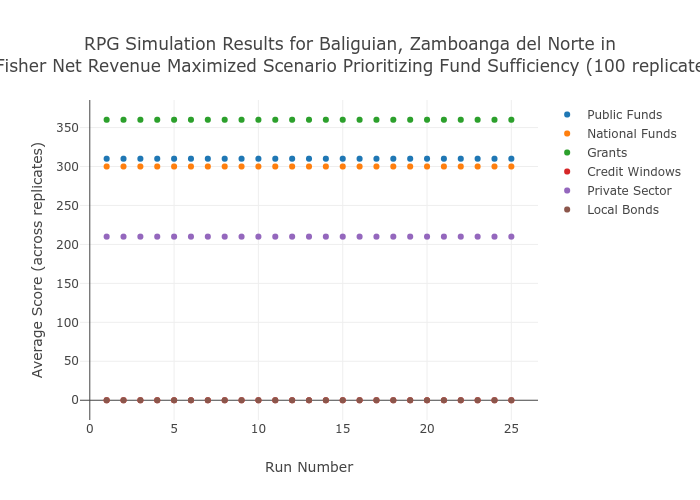 RPG Simulation Results for Baliguian, Zamboanga del Norte in
Fisher Net Revenue Maximized Scenario Prioritizing Fund Sufficiency (100 replicate
Average Score (across replicates)
350
300
250
200
150
100
50
0
0
5
10
15
20
25
Run Number
Public Funds
National Funds
Grants
Credit Windows
Private Sector
Local Bonds